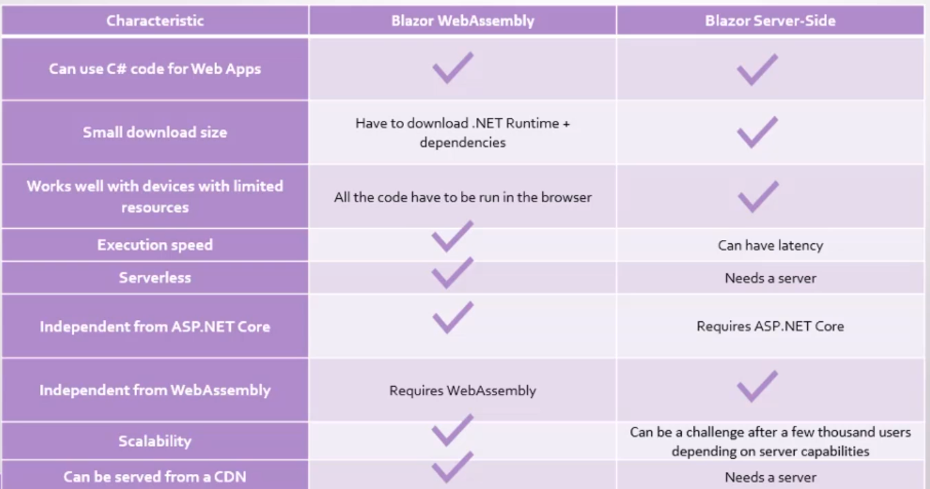 Characteristic Blazor WebAssembly Blazor Server-Side
Can use C# code for Web Apps
Small download size
Have to download .NET Runtime +
dependencies
Works well with devices with limited
resources
All the code have to be run in the browser
Execution speed Can have latency
Serverless Needs a server
Independent from ASP.NET Core Requires ASP.NET Core
Independent from WebAssembly Requires WebAssembly
Scalability
Can be a challenge after a few thousand users
depending on server capabilities
Can be served from a CDN Needs a server